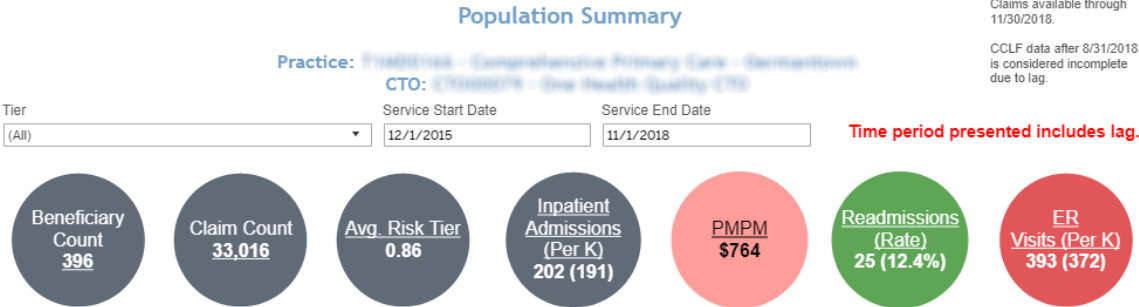 Population Summary
Claims available through
11/30/2018.
CCLF data after 8/31/2018
is considered incomplete
due to lag.
Practice:
CTO:
Tier
Service Start Date
Service End Date
(All)
12/1/2015
11/1/2018
Time period presented includes lag.
Beneficiary
Count
396
Claim Count
33,016
Avg. Risk Tier
0.86
Inpatient
Admissions
(Per K)
202 (191)
PMPM
$764
Readmissions
(Rate)
25 (12.4%)
ER
Visits (Per K)
393 (372)